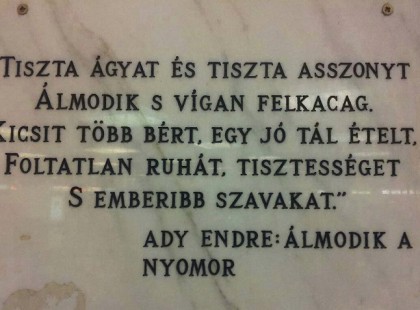 TISZTA ÁGYAT ÉS TISZTA ASSZONYT
ÁLMODIK S VÍGAN FELKACAG.
KICSIT TÖBB BÉRT, EGY JÓ TÁL ÉTELT,
FOLTATLAN RUHÁT, TISZTESSÉGET
S EMBERIBB SZAVAKAT."
ADY ENDRE: ÁLMODIK A
NYOMOR